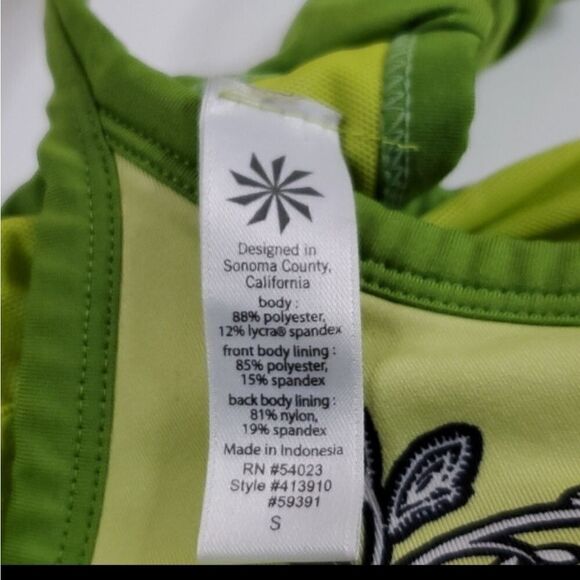 Designed in
Sonoma County,
California
body :
88% polyester,
12% lycra® spandex
front body lining :
85% polyester,
15% spandex
back body lining :
81% nylon,
19% spandex
Made in Indonesia
RN #54023
Style #413910
#59391
S